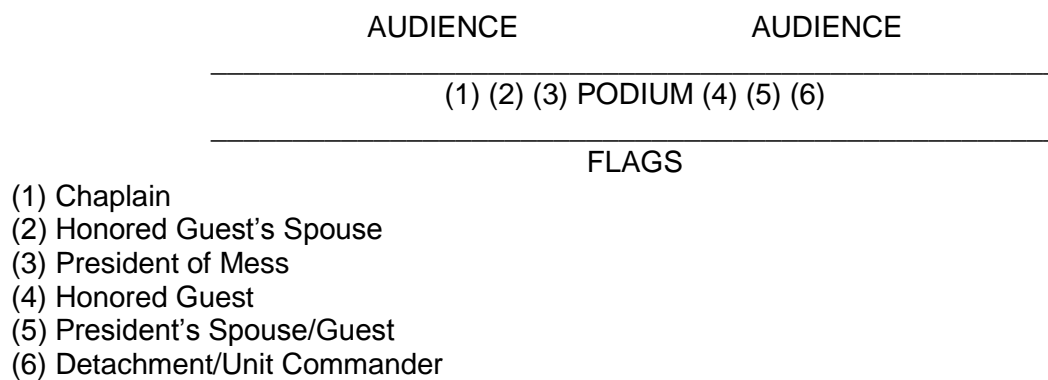 AUDIENCE AUDIENCE
(1) (2) (3) PODIUM (4) (5) (6)
FLAGS
(1) Chaplain
(2) Honored Guest’s Spouse
(3) President of Mess
(4) Honored Guest
(5) President’s Spouse/Guest
(6) Detachment/Unit Commander